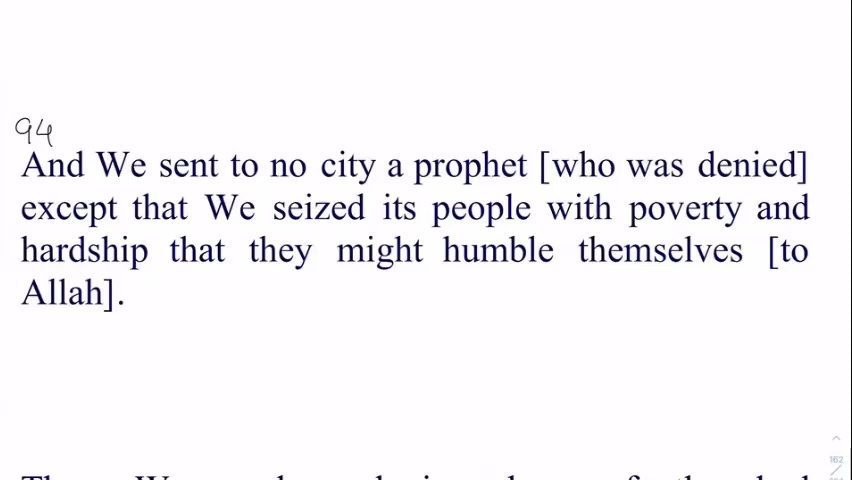 94
And We sent to no city a prophet [who was denied]
except that We seized its people with poverty and
hardship that they might humble themselves [to
Allah].
162